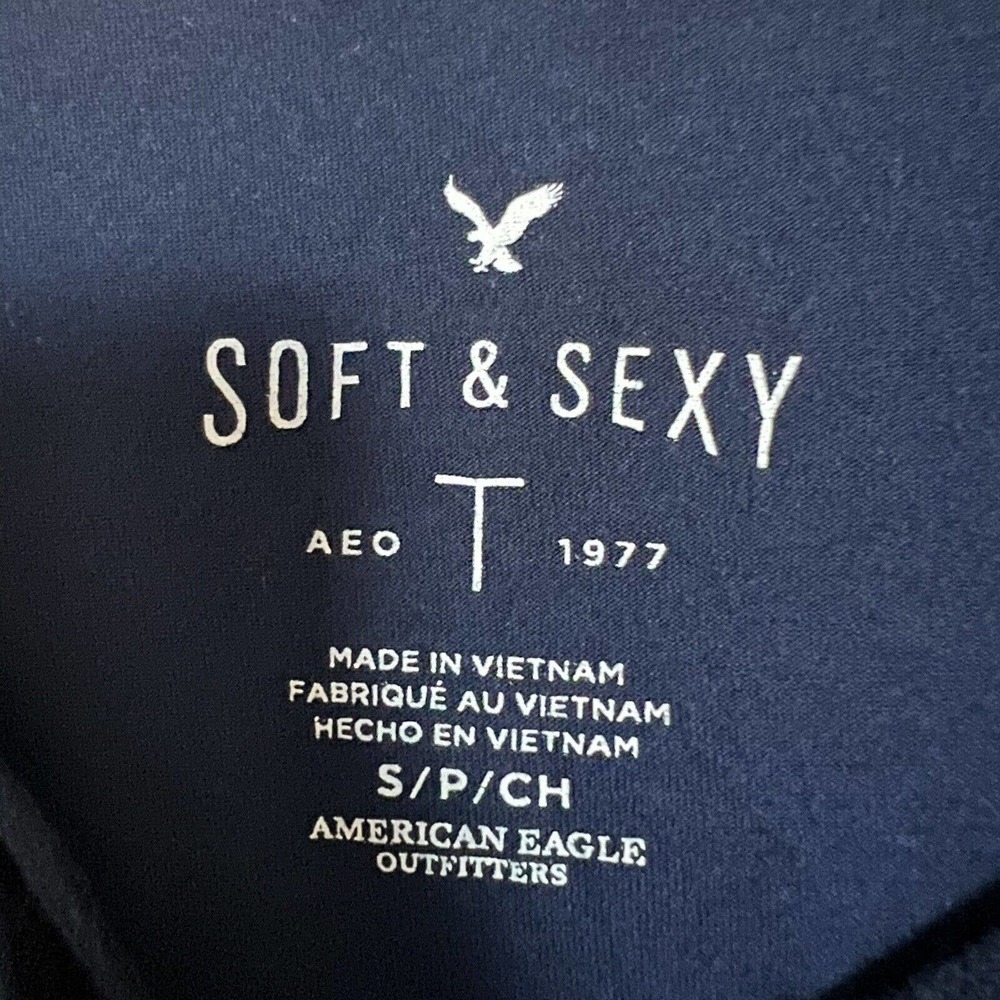 SOFT & SEXY
T
AEO 1977
MADE IN VIETNAM
FABRIQUÉ AU VIETNAM
HECHO EN VIETNAM
S/P/CH
AMERICAN EAGLE
OUTFITTERS